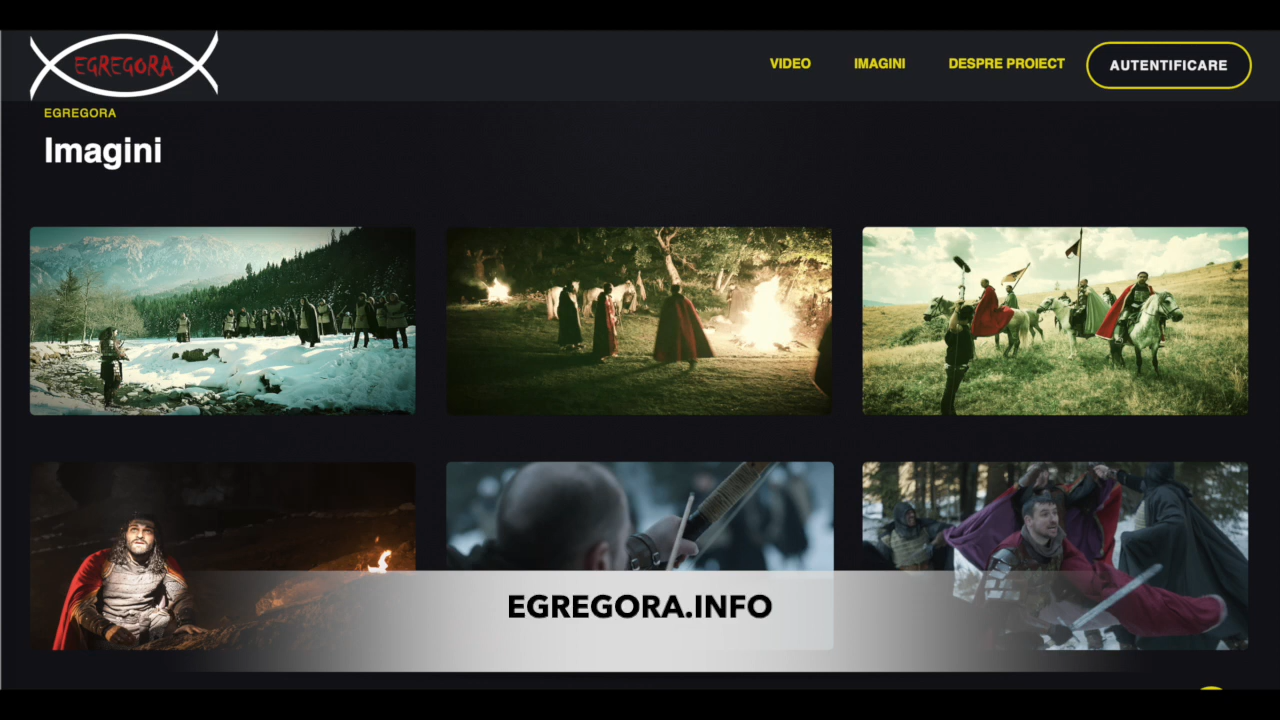 EGREGORA
VIDEO
IMAGINI
DESPRE PROIECT
AUTENTIFICARE
EGREGORA
Imagini
EGREGORA.INFO